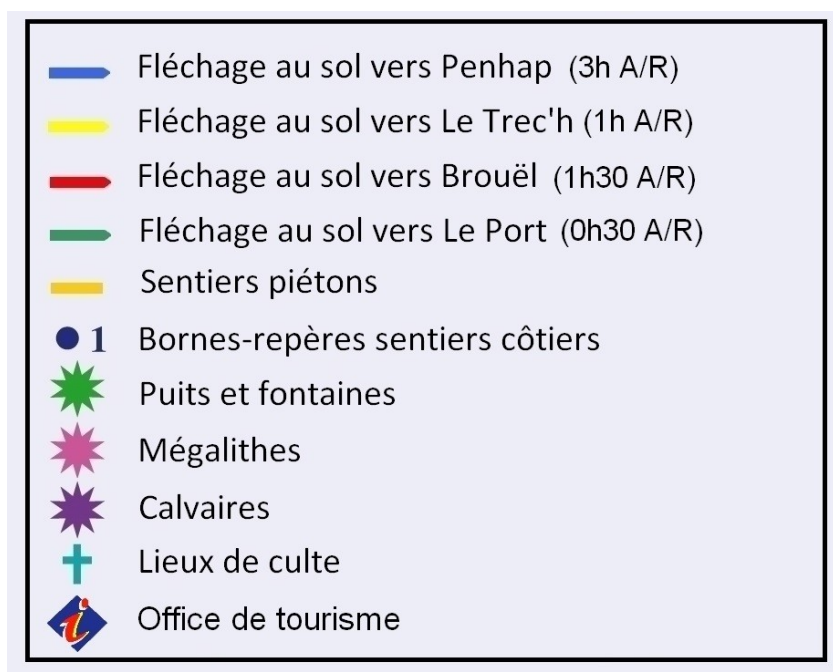 Fléchage au sol vers Penhap (3h A/R)
Fléchage au sol vers Le Trec'h (1h A/R)
Fléchage au sol vers Brouël (1h30 A/R)
Fléchage au sol vers Le Port (0h30 A/R)
Sentiers piétons
1 Bornes-repères sentiers côtiers
Puits et fontaines
Mégalithes
Calvaires
Lieux de culte
i Office de tourisme